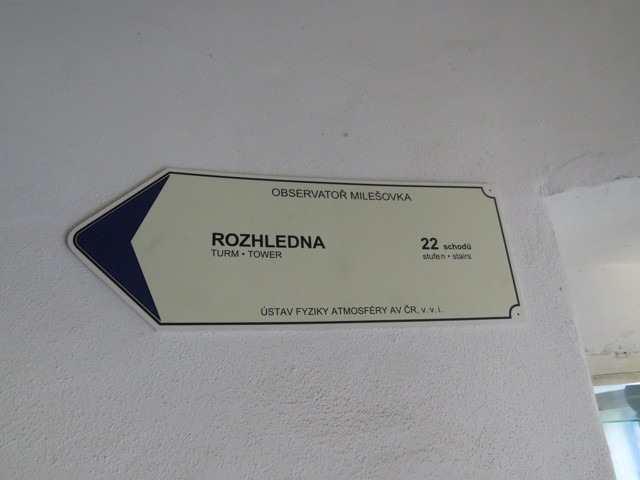 OBSERVATOŘ MILEŠOVKA
ROZHLEDNA
TURM • TOWER
22 schodů
stufen • stairs
ÚSTAV FYZIKY ATMOSFÉRY AV ČR, v.v.i.